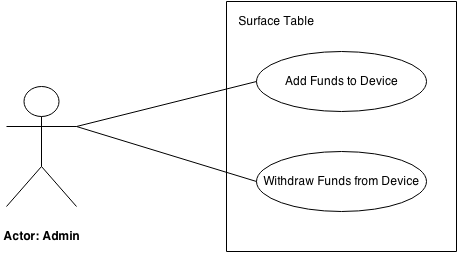 Surface Table
Add Funds to Device
Withdraw Funds from Device
Actor: Admin